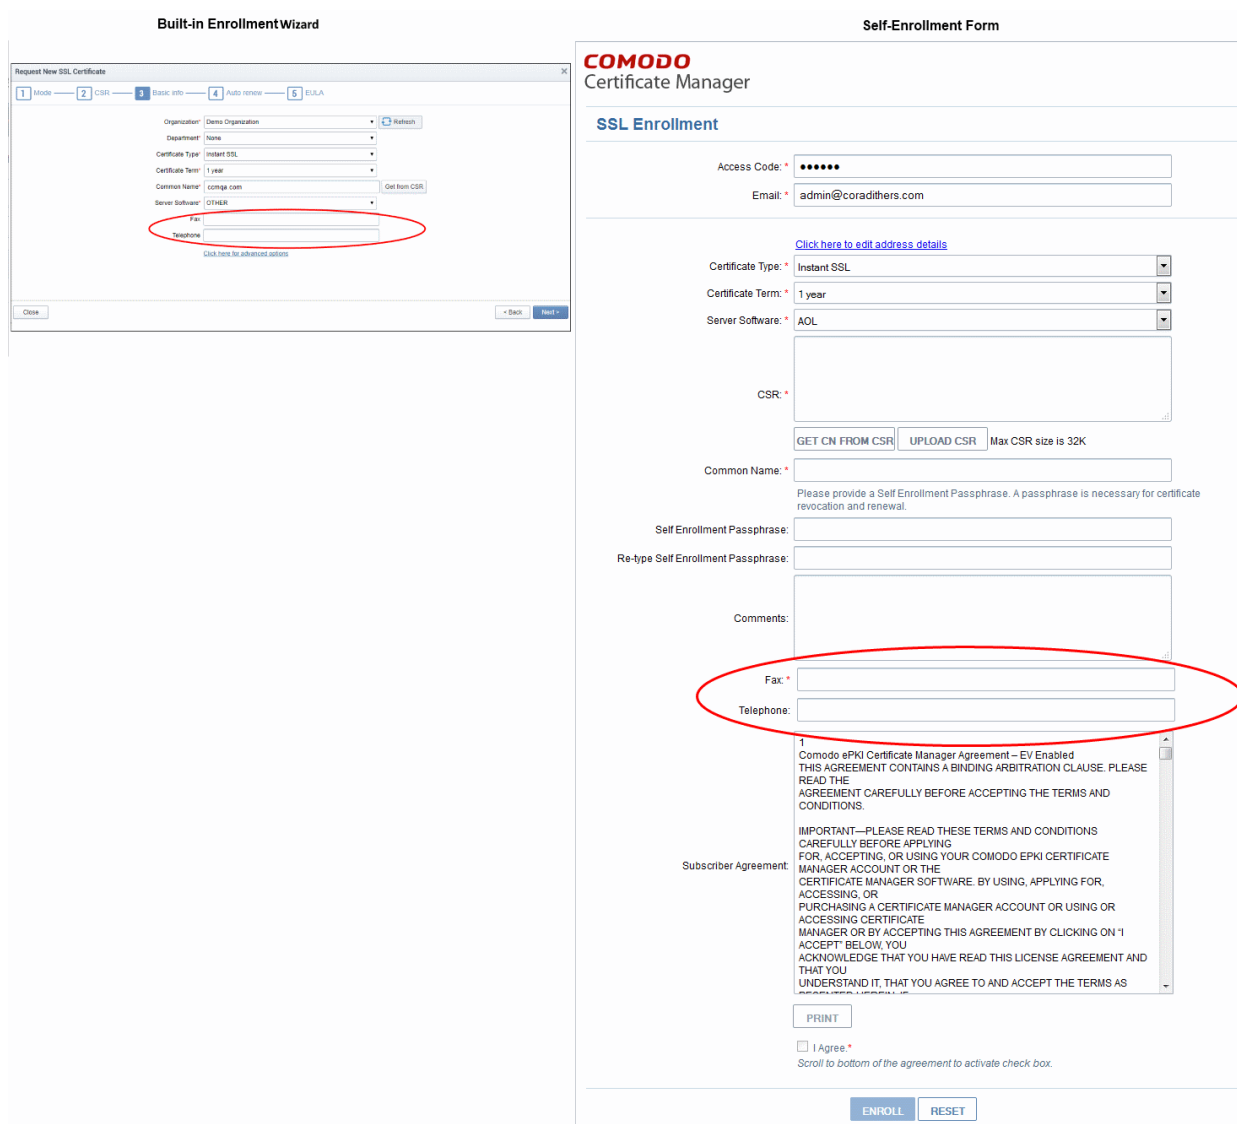 Built-in Enrollment Wizard
Request New SSL Certificate
1 Mode 2 CSR 3 Basic info 4 Auto renew 5 EULA
Organization* Demo Organization Refresh
Department* None
Certificate Type* Instant SSL
Certificate Term* 1 year
Common Name* ccmqa.com Get from CSR
Server Software* OTHER
Fax
Telephone
Click here for advanced options
Close < Back Next >
Self-Enrollment Form
COMODO
Certificate Manager
SSL Enrollment
Access Code: * ●●●●●●
Email: * admin@coradithers.com
Click here to edit address details
Certificate Type: * Instant SSL
Certificate Term: * 1 year
Server Software: * AOL
CSR: *
GET CN FROM CSR UPLOAD CSR Max CSR size is 32K
Common Name: *
Please provide a Self Enrollment Passphrase. A passphrase is necessary for certificate
revocation and renewal.
Self Enrollment Passphrase:
Re-type Self Enrollment Passphrase:
Comments:
Fax: *
Telephone:
Subscriber Agreement:
1
Comodo ePKI Certificate Manager Agreement – EV Enabled
THIS AGREEMENT CONTAINS A BINDING ARBITRATION CLAUSE. PLEASE
READ THE
AGREEMENT CAREFULLY BEFORE ACCEPTING THE TERMS AND
CONDITIONS.
IMPORTANT—PLEASE READ THESE TERMS AND CONDITIONS
CAREFULLY BEFORE APPLYING
FOR, ACCEPTING, OR USING YOUR COMODO EPKI CERTIFICATE
MANAGER ACCOUNT OR THE
CERTIFICATE MANAGER SOFTWARE. BY USING, APPLYING FOR,
ACCESSING, OR
PURCHASING A CERTIFICATE MANAGER ACCOUNT OR USING OR
ACCESSING CERTIFICATE
MANAGER OR BY ACCEPTING THIS AGREEMENT BY CLICKING ON “I
ACCEPT” BELOW, YOU
ACKNOWLEDGE THAT YOU HAVE READ THIS LICENSE AGREEMENT AND
THAT YOU
UNDERSTAND IT, THAT YOU AGREE TO AND ACCEPT THE TERMS AS
PRINT
I Agree.*
Scroll to bottom of the agreement to activate check box.
ENROLL RESET